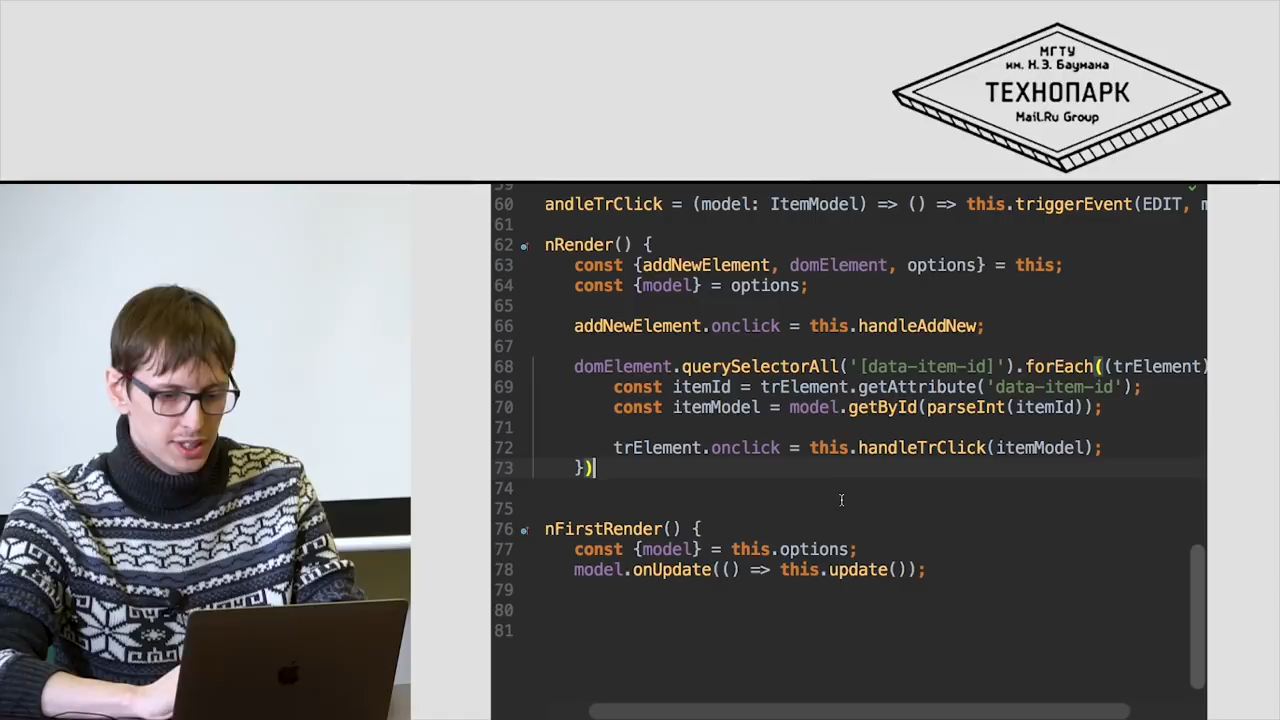 МГТУ
им. Н.Э. Баумана
ТЕХНОПАРК
Mail.Ru Group
59
60 andleTrClick = (model: ItemModel) => () => this.triggerEvent(EDIT, m
61
62 nRender() {
63 const {addNewElement, domElement, options} = this;
64 const {model} = options;
65
66 addNewElement.onclick = this.handleAddNew;
67
68 domElement.querySelectorAll('[data-item-id]').forEach((trElement)
69 const itemId = trElement.getAttribute('data-item-id');
70 const itemModel = model.getById(parseInt(itemId));
71
72 trElement.onclick = this.handleTrClick(itemModel);
73 })
74
75
76 nFirstRender() {
77 const {model} = this.options;
78 model.onUpdate(() => this.update());
79
80
81